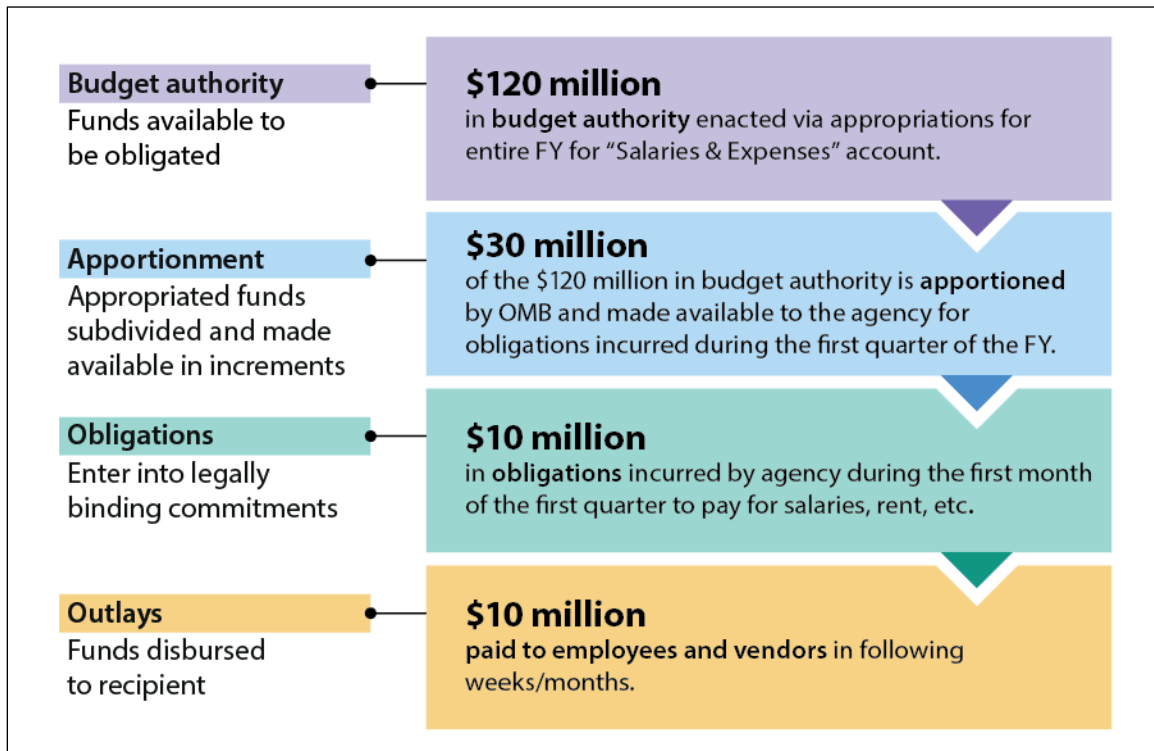 Budget authority
Funds available to
be obligated
$120 million
in budget authority enacted via appropriations for
entire FY for “Salaries & Expenses” account.
Apportionment
Appropriated funds
subdivided and made
available in increments
$30 million
of the $120 million in budget authority is apportioned
by OMB and made available to the agency for
obligations incurred during the first quarter of the FY.
Obligations
Enter into legally
binding commitments
$10 million
in obligations incurred by agency during the first month
of the first quarter to pay for salaries, rent, etc.
Outlays
Funds disbursed
to recipient
$10 million
paid to employees and vendors in following
weeks/months.